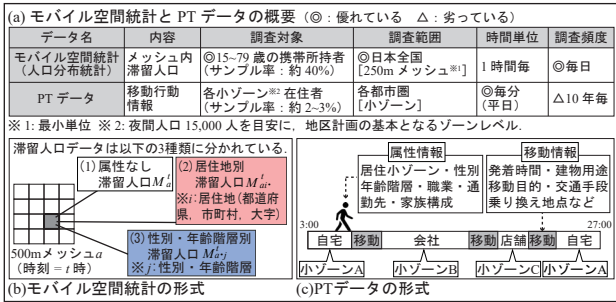 (a) モバイル空間統計と PT データの概要 (◎：優れている　△：劣っている)
データ名　内容　調査対象　調査範囲　時間単位　調査頻度
モバイル空間統計　メッシュ内　◎15~79 歳の携帯所持者　◎日本全国　1 時間毎　◎毎日
(人口分布統計)　滞留人口　(サンプル率：約 40%)　[250m メッシュ※1]
PT データ　移動行動　各小ゾーン※2 在住者　各都市圏　◎毎分　△10 年毎
情報　(サンプル率：約 2~3%)　[小ゾーン]　(平日)
※ 1: 最小単位 ※ 2: 夜間人口 15,000 人を目安に，地区計画の基本となるゾーンレベル.
滞留人口データは以下の3種類に分かれている.
(1) 属性なし
滞留人口M_a^t
(2) 居住地別
滞留人口 M_{ai·}^t
※i：居住地(都道府
県，市町村，大字)
(3) 性別・年齢階層別
滞留人口 M_{a·j}^t
※ j：性別・年齢階層
500mメッシュa
(時刻 = t 時)
(b)モバイル空間統計の形式
属性情報
居住小ゾーン・性別
年齢階層・職業・通
勤先・家族構成
移動情報
発着時間・建物用途
移動目的・交通手段
乗り換え地点など
3:00　27:00
自宅　移動　会社　移動　店舗　移動　自宅
小ゾーンA　小ゾーンB　小ゾーンC　小ゾーンA
(c)PTデータの形式